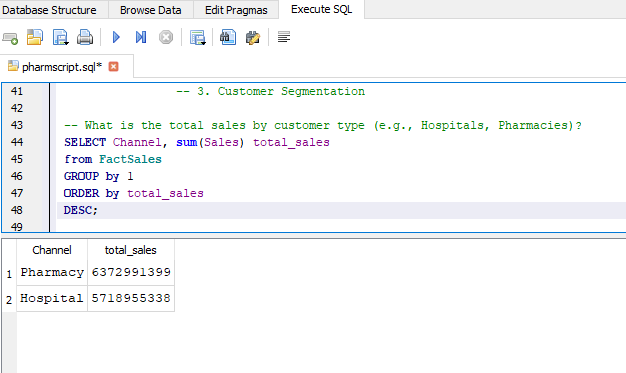 Database Structure Browse Data Edit Pragmas Execute SQL
pharmscript.sql*
41 -- 3. Customer Segmentation
42
43 -- What is the total sales by customer type (e.g., Hospitals, Pharmacies)?
44 SELECT Channel, sum(Sales) total_sales
45 from FactSales
46 GROUP by 1
47 ORDER by total_sales
48 DESC;
49
Channel total_sales
1 Pharmacy 6372991399
2 Hospital 5718955338